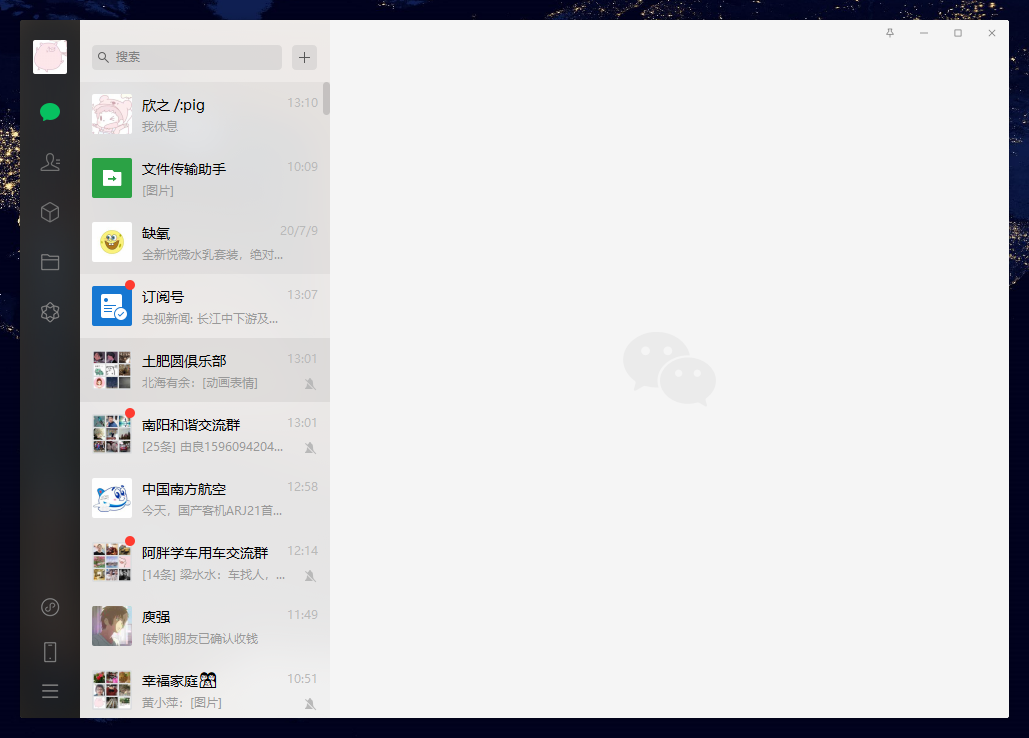 搜索
欣之 /:pig
13:10
我休息
文件传输助手
10:09
[图片]
缺氧
20/7/9
全新悦薇水乳套装，绝对...
订阅号
13:07
央视新闻: 长江中下游及...
土肥圆俱乐部
13:01
北海有余：[动画表情]
南阳和谐交流群
13:01
[25条] 由良1596094204...
中国南方航空
12:58
今天，国产客机ARJ21首...
阿胖学车用车交流群
12:14
[14条] 梁水水：车找人，...
庾强
11:49
[转账]朋友已确认收钱
幸福家庭
10:51
黄小萍：[图片]